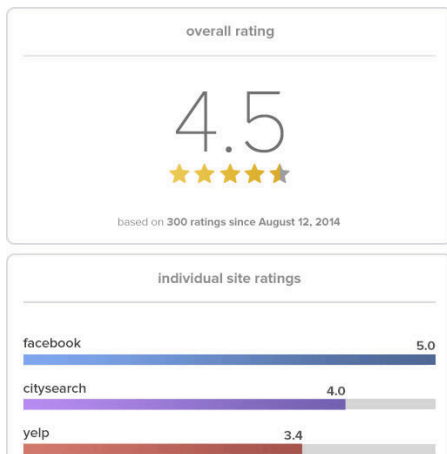 overall rating
4.5
based on 300 ratings since August 12, 2014
individual site ratings
facebook 5.0
citysearch 4.0
yelp 3.4